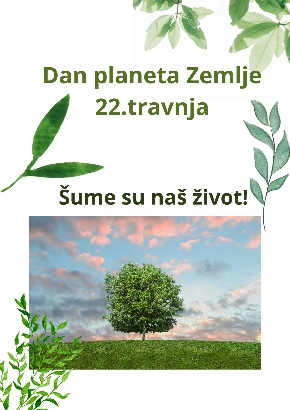 Dan planeta Zemlje
22.travnja
Šume su naš život!